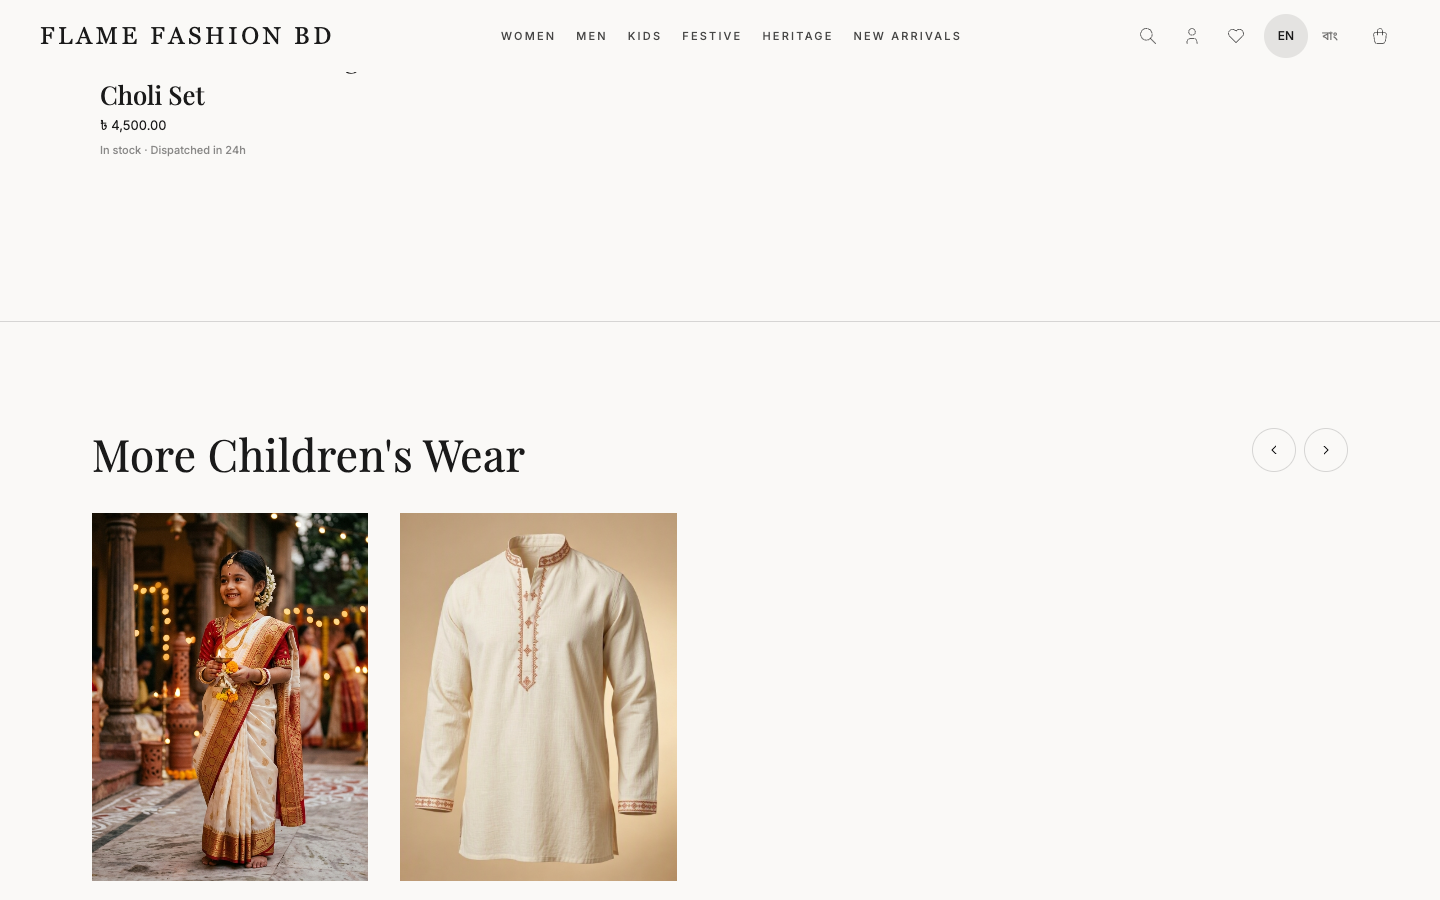 FLAME FASHION BD
WOMEN MEN KIDS FESTIVE HERITAGE NEW ARRIVALS
EN বাং
Choli Set
৳ 4,500.00
In stock · Dispatched in 24h
More Children's Wear